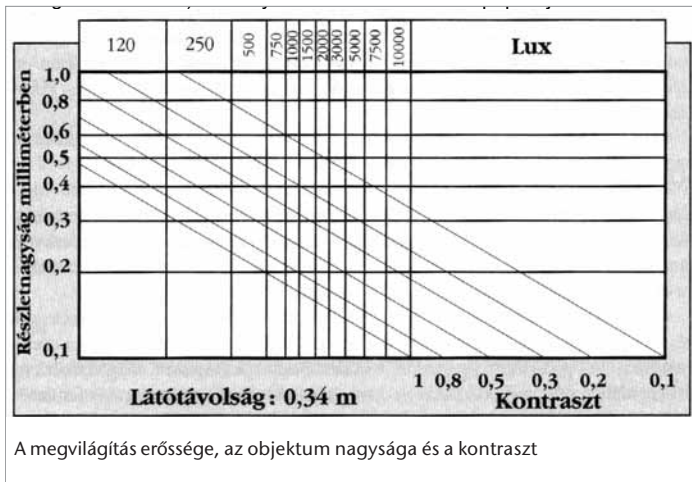 120 250 500 750 1000 1500 2000 3000 5000 7500 10000 Lux
Részletnagyság milliméterben
1,0
0,8
0,6
0,5
0,4
0,3
0,2
0,1
1 0,8 0,5 0,3 0,2 0,1
Látótávolság: 0,34 m Kontraszt
A megvilágítás erőssége, az objektum nagysága és a kontraszt